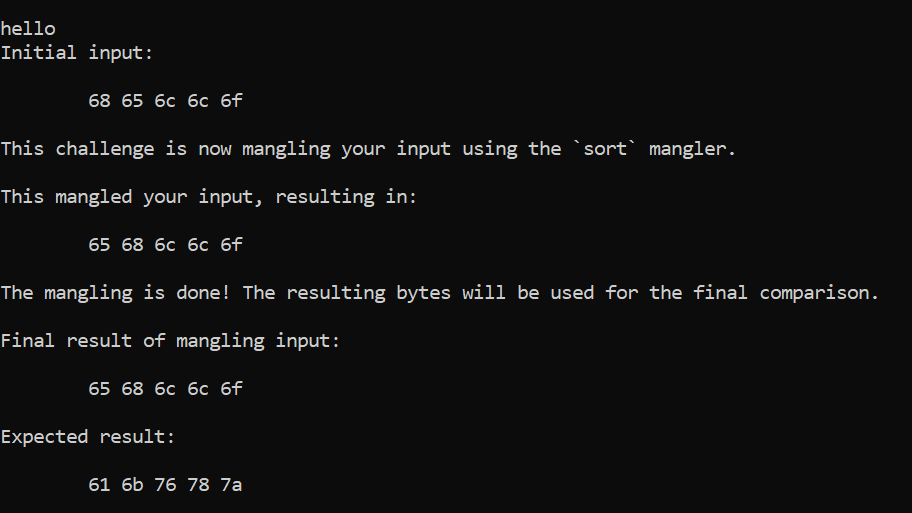 hello
Initial input:
68 65 6c 6c 6f
This challenge is now mangling your input using the `sort` mangler.
This mangled your input, resulting in:
65 68 6c 6c 6f
The mangling is done! The resulting bytes will be used for the final comparison.
Final result of mangling input:
65 68 6c 6c 6f
Expected result:
61 6b 76 78 7a